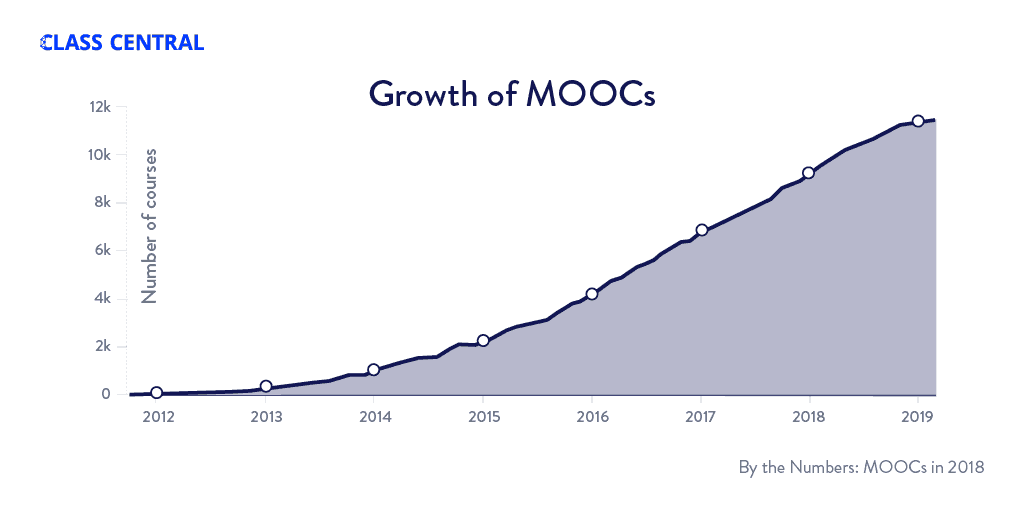 CLASS CENTRAL
Growth of MOOCs
12k
10k
8k
6k
4k
2k
0
Number of courses
2012 2013 2014 2015 2016 2017 2018 2019
By the Numbers: MOOCs in 2018